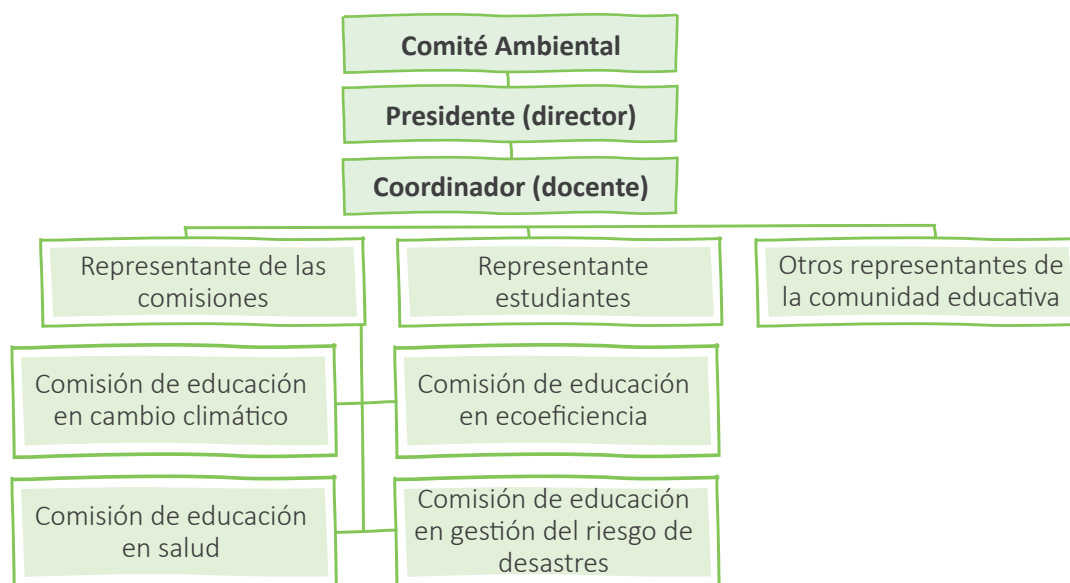 Comité Ambiental
Presidente (director)
Coordinador (docente)
Representante de las
comisiones
Representante
estudiantes
Otros representantes de
la comunidad educativa
Comisión de educación
en cambio climático
Comisión de educación
en ecoeficiencia
Comisión de educación
en salud
Comisión de educación
en gestión del riesgo de
desastres